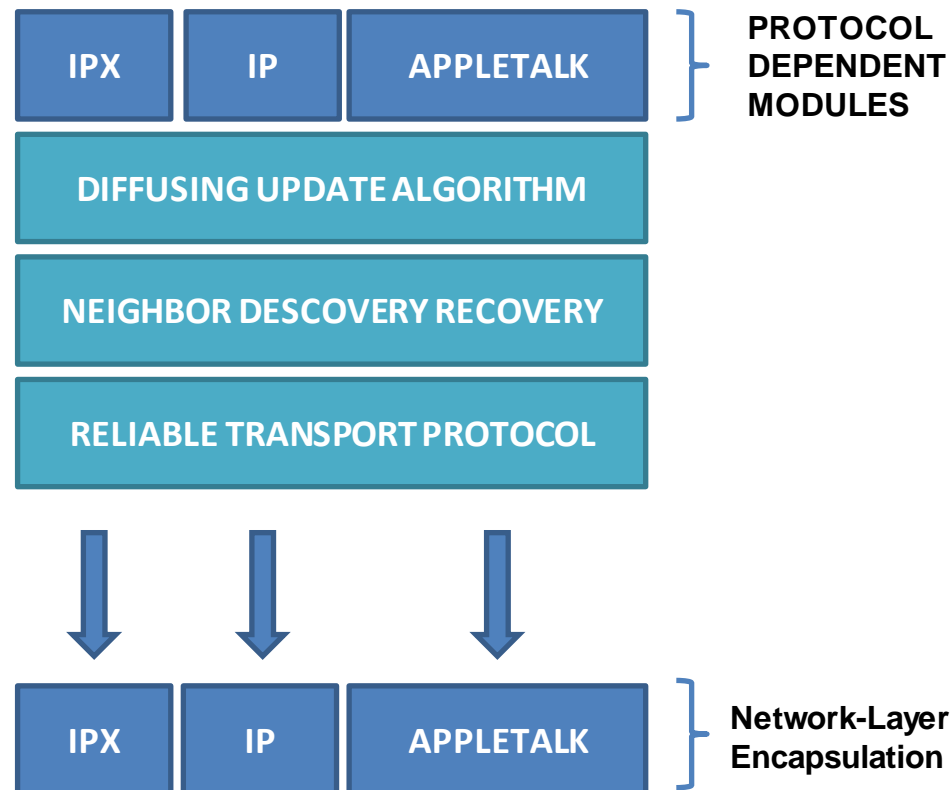 IPX IP APPLETALK
PROTOCOL
DEPENDENT
MODULES
DIFFUSING UPDATE ALGORITHM
NEIGHBOR DESCOVERY RECOVERY
RELIABLE TRANSPORT PROTOCOL
IPX IP APPLETALK
Network-Layer
Encapsulation